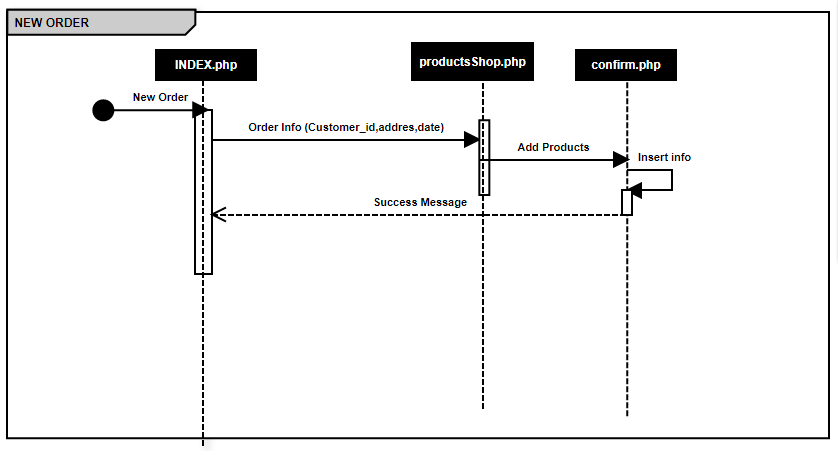 NEW ORDER
INDEX.php
productsShop.php
confirm.php
New Order
Order Info (Customer_id,addres,date)
Add Products
Insert info
Success Message